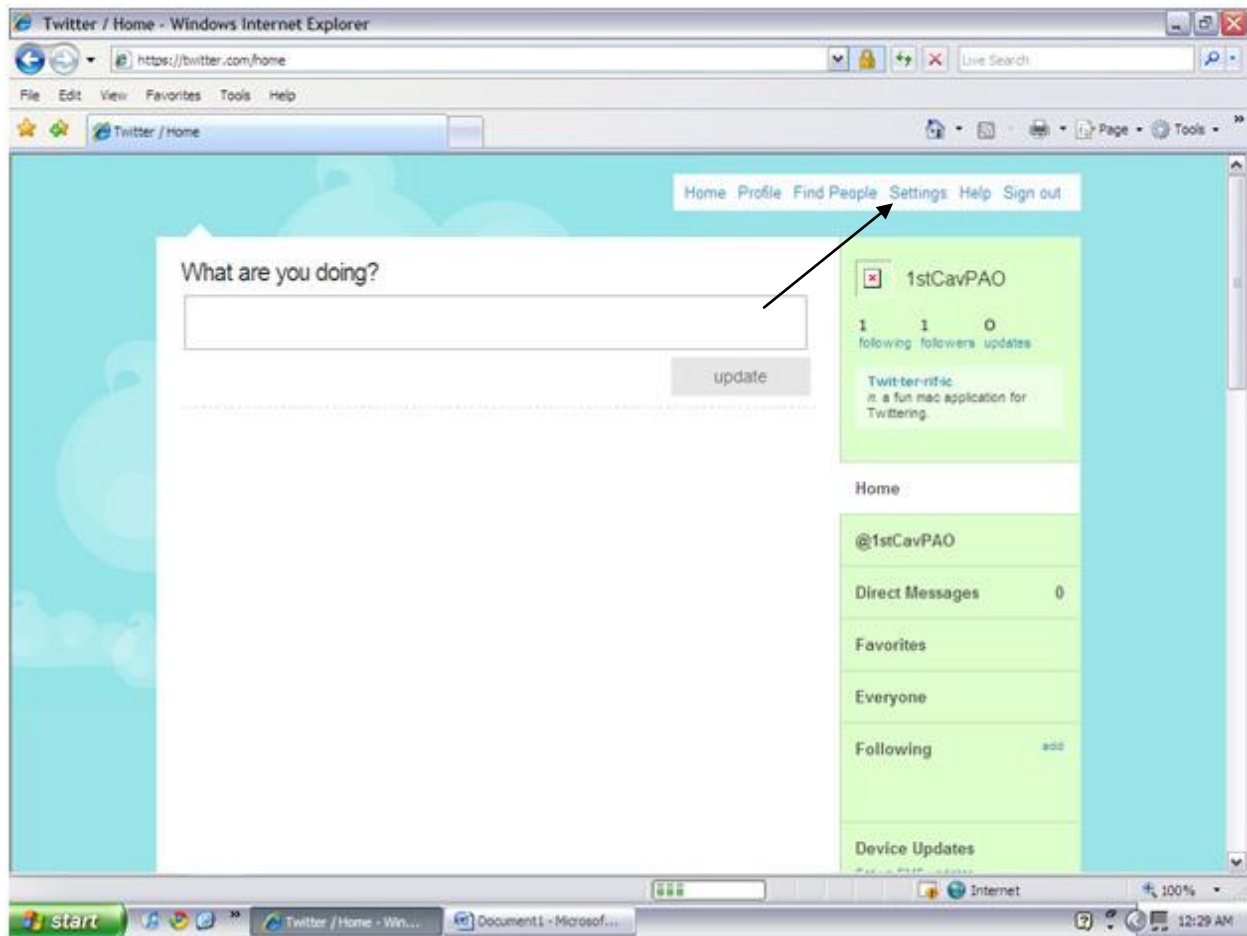 Twitter / Home - Windows Internet Explorer
https://twitter.com/home
Live Search
File Edit View Favorites Tools Help
Twitter / Home
Page Tools
Home Profile Find People Settings Help Sign out
What are you doing?
update
1stCavPAO
1 1 0
following followers updates
Twit·ter·rif·ic
n. a fun mac application for
Twittering.
Home
@1stCavPAO
Direct Messages 0
Favorites
Everyone
Following add
Device Updates
Internet 100%
start Twitter / Home - Win... Document1 - Microsof... 12:29 AM